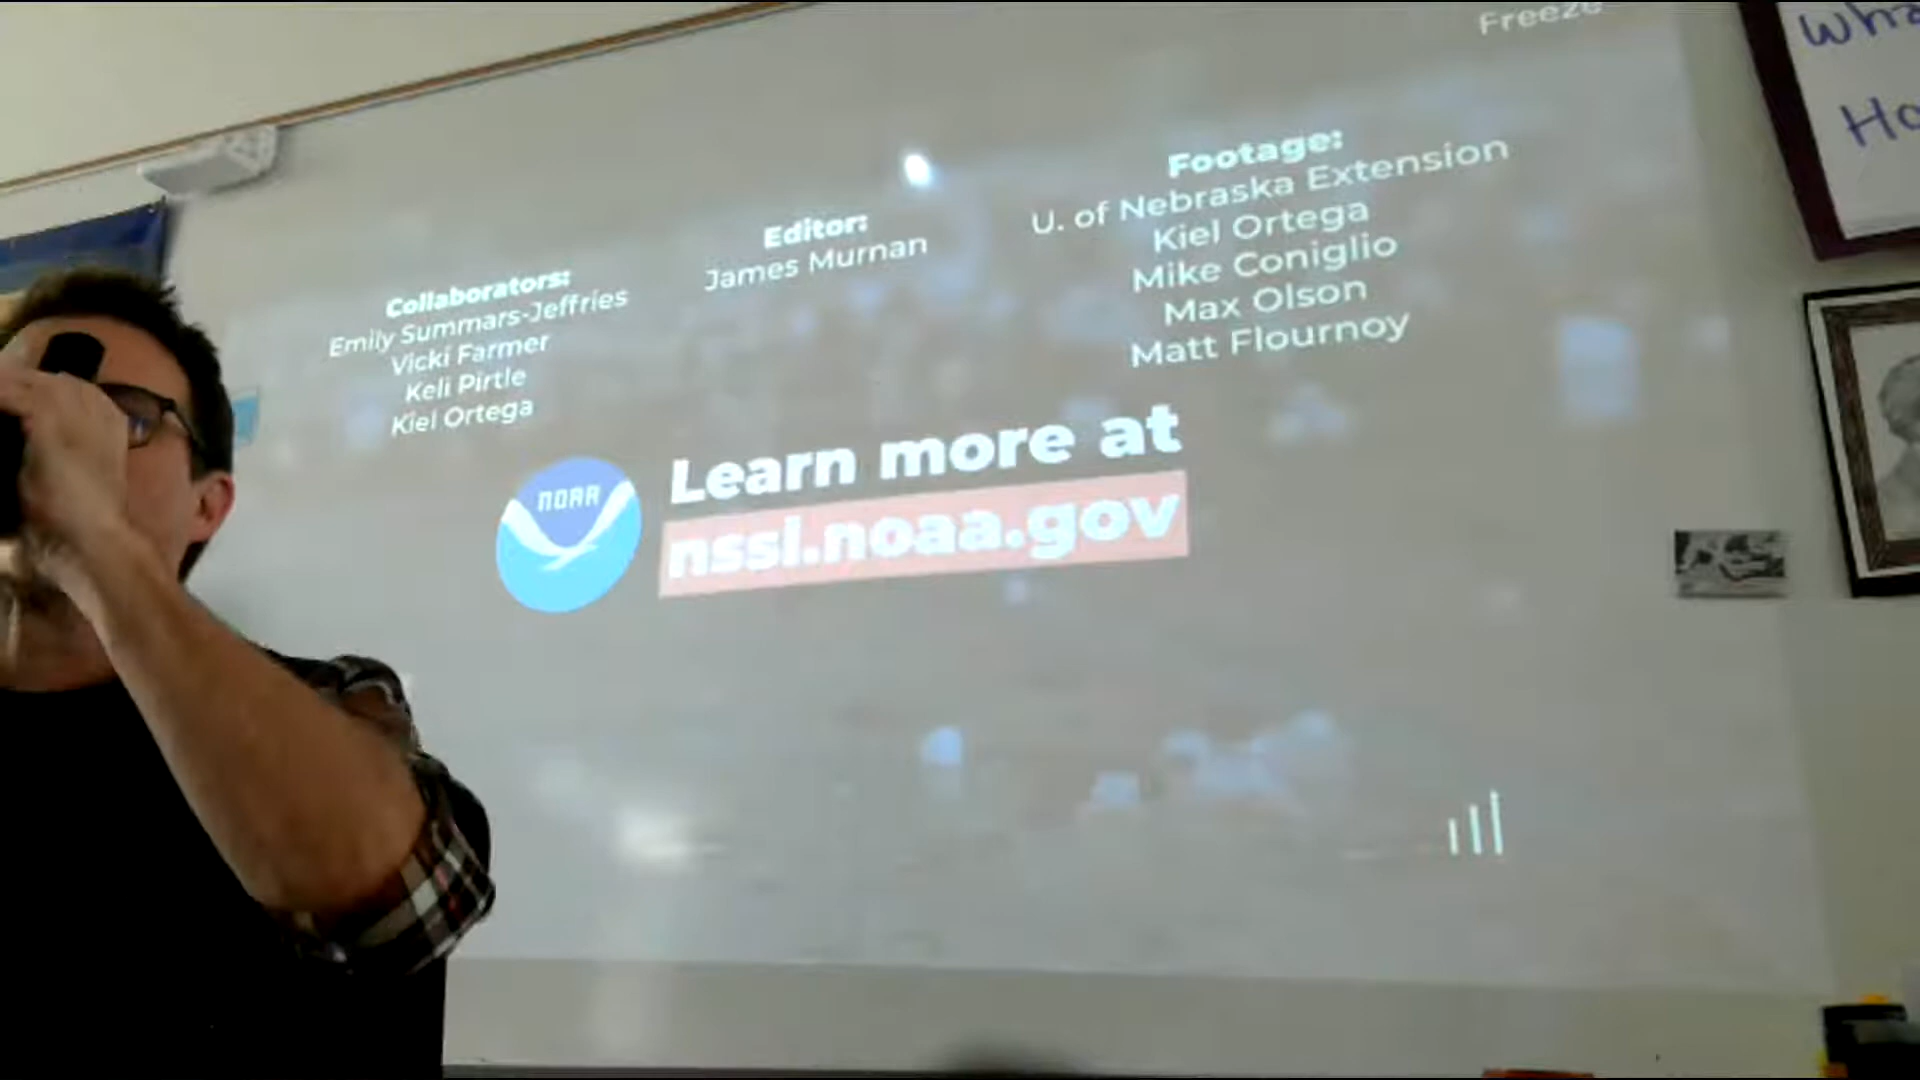 Freeze
Collaborators:
Emily Summars-Jeffries
Vicki Farmer
Keli Pirtle
Kiel Ortega
Editor:
James Murnan
Footage:
U. of Nebraska Extension
Kiel Ortega
Mike Coniglio
Max Olson
Matt Flournoy
NOAA
Learn more at
nssl.noaa.gov